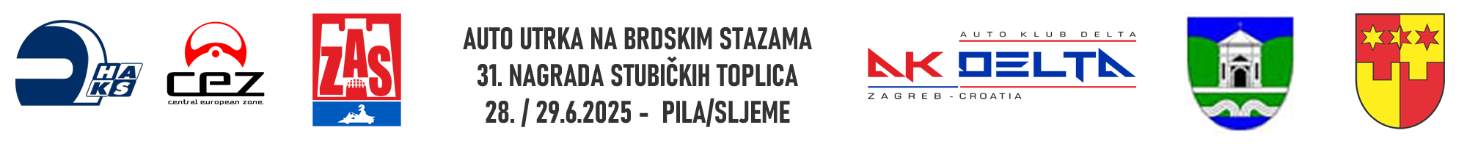 HAKS
cez
central european zone
ZAS
AUTO UTRKA NA BRDSKIM STAZAMA
31. NAGRADA STUBIČKIH TOPLICA
28. / 29.6.2025 - PILA/SLJEME
AUTO KLUB DELTA
AK DELTA
ZAGREB - CROATIA